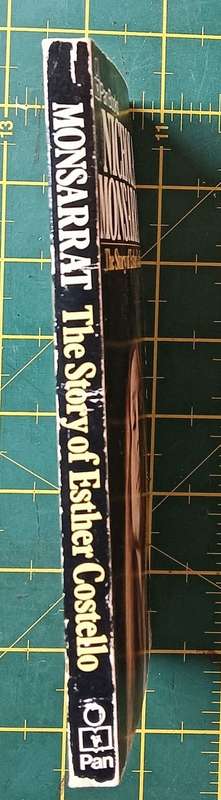 MONSARRAT The Story of Esther Costello
Pan
13
11